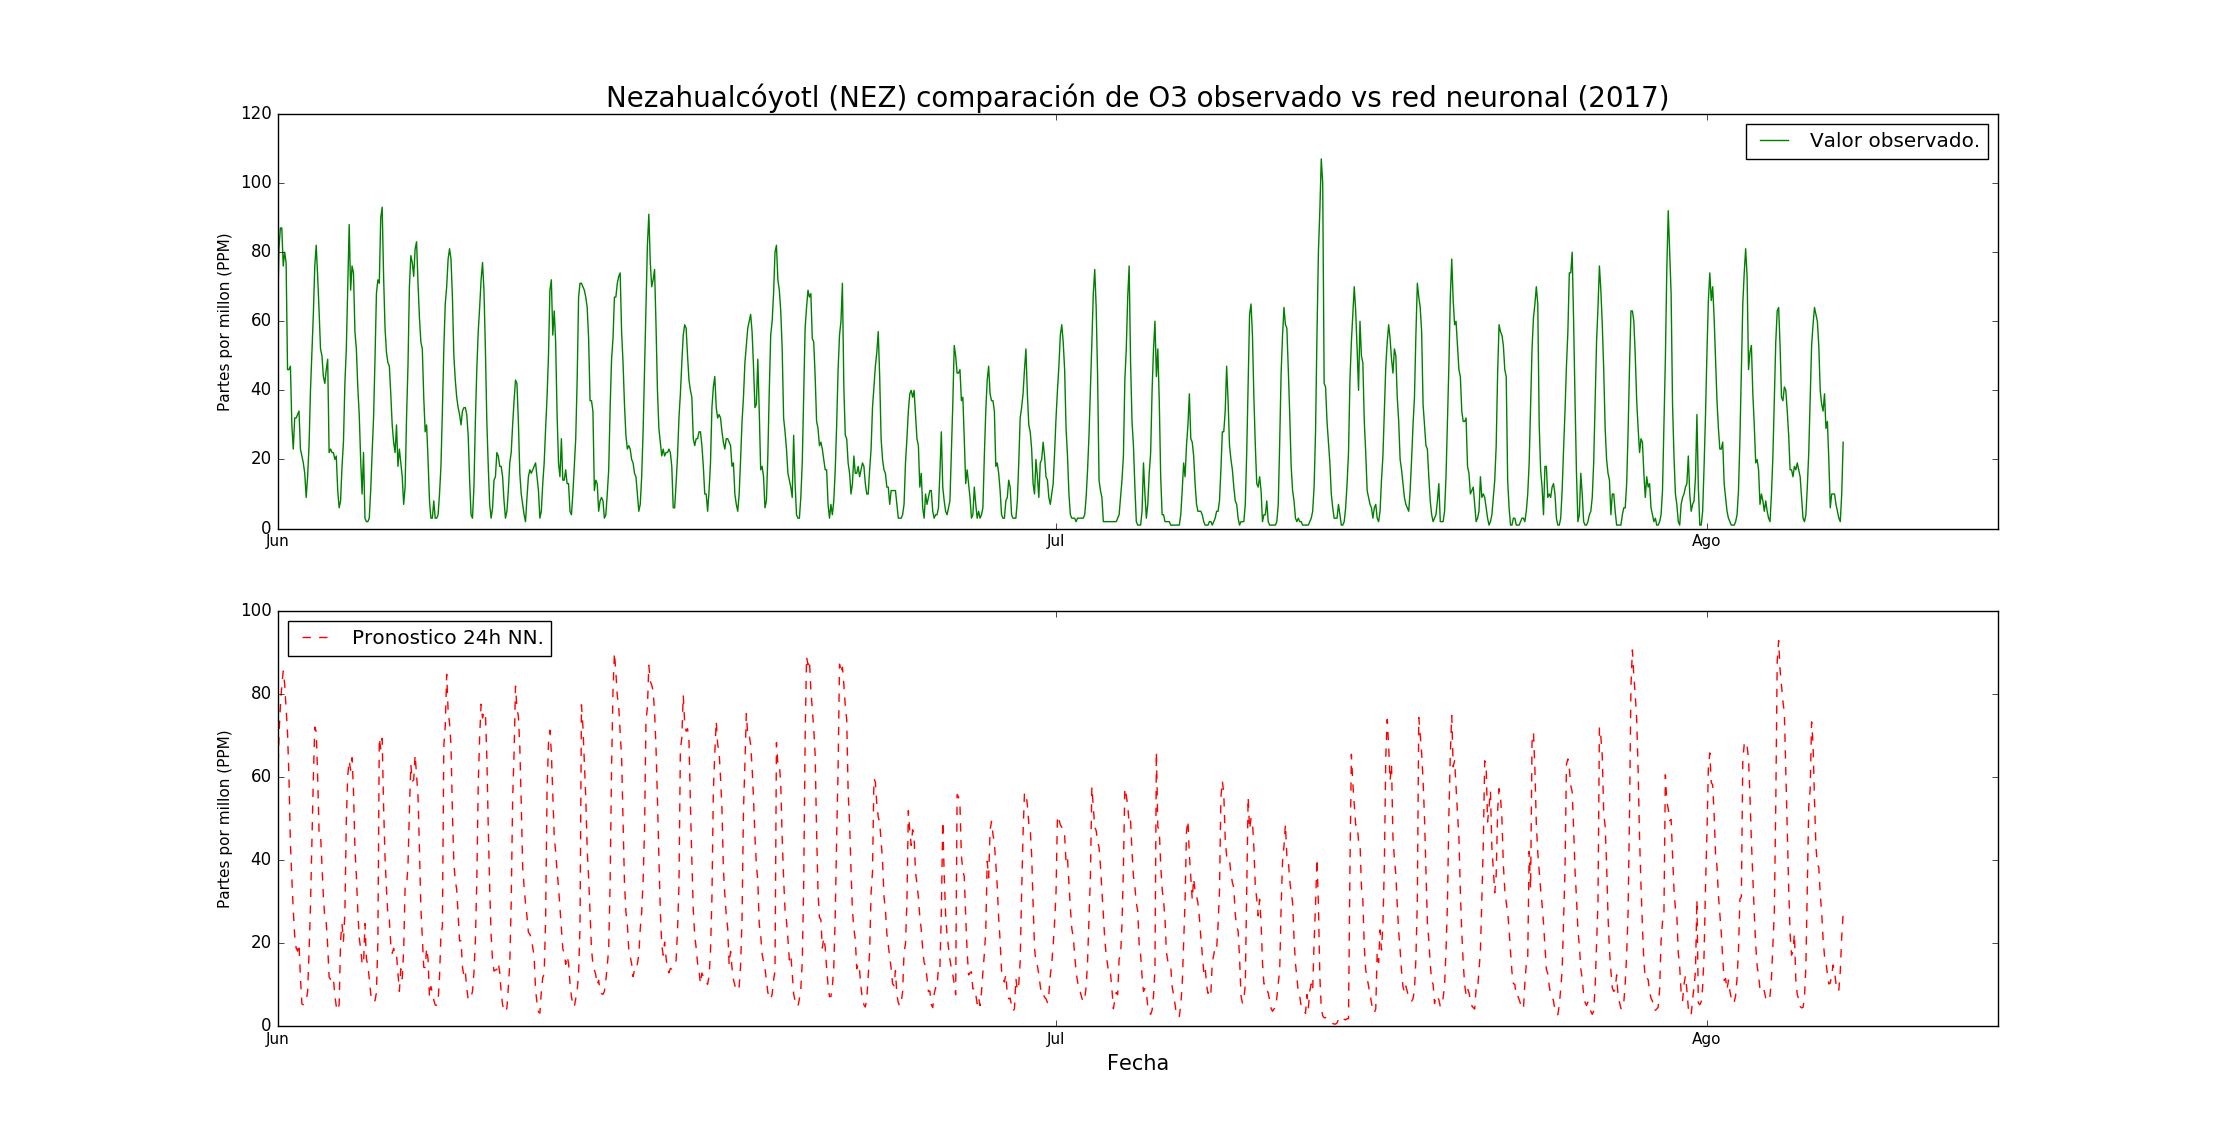 Nezahualcóyotl (NEZ) comparación de O3 observado vs red neuronal (2017)
120
100
80
60
40
20
0
Partes por millon (PPM)
Valor observado.
Jun
Jul
Ago
100
80
60
40
20
0
Partes por millon (PPM)
Pronostico 24h NN.
Jun
Jul
Ago
Fecha